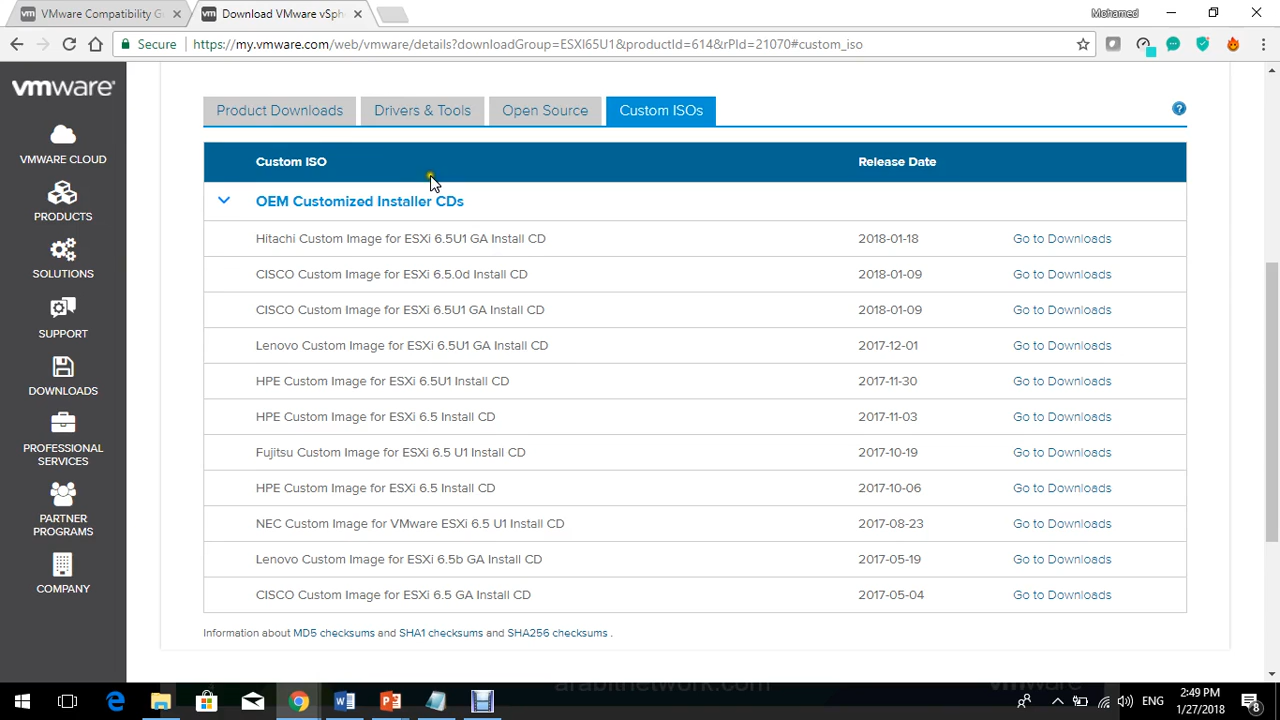 VMware Compatibility Gu
Download VMware vSph
Mohamed
Secure
https://my.vmware.com/web/vmware/details?downloadGroup=ESXI65U1&productId=614&rPId=21070#custom_iso
vmware
VMWARE CLOUD
PRODUCTS
SOLUTIONS
SUPPORT
DOWNLOADS
PROFESSIONAL
SERVICES
PARTNER
PROGRAMS
COMPANY
Product Downloads Drivers & Tools Open Source Custom ISOs
Custom ISO Release Date
OEM Customized Installer CDs
Hitachi Custom Image for ESXi 6.5U1 GA Install CD 2018-01-18 Go to Downloads
CISCO Custom Image for ESXi 6.5.0d Install CD 2018-01-09 Go to Downloads
CISCO Custom Image for ESXi 6.5U1 GA Install CD 2018-01-09 Go to Downloads
Lenovo Custom Image for ESXi 6.5U1 GA Install CD 2017-12-01 Go to Downloads
HPE Custom Image for ESXi 6.5U1 Install CD 2017-11-30 Go to Downloads
HPE Custom Image for ESXi 6.5 Install CD 2017-11-03 Go to Downloads
Fujitsu Custom Image for ESXi 6.5 U1 Install CD 2017-10-19 Go to Downloads
HPE Custom Image for ESXi 6.5 Install CD 2017-10-06 Go to Downloads
NEC Custom Image for VMware ESXi 6.5 U1 Install CD 2017-08-23 Go to Downloads
Lenovo Custom Image for ESXi 6.5b GA Install CD 2017-05-19 Go to Downloads
CISCO Custom Image for ESXi 6.5 GA Install CD 2017-05-04 Go to Downloads
Information about MD5 checksums and SHA1 checksums and SHA256 checksums .
arabitnetwork.com
ENG
2:49 PM
1/27/2018
8